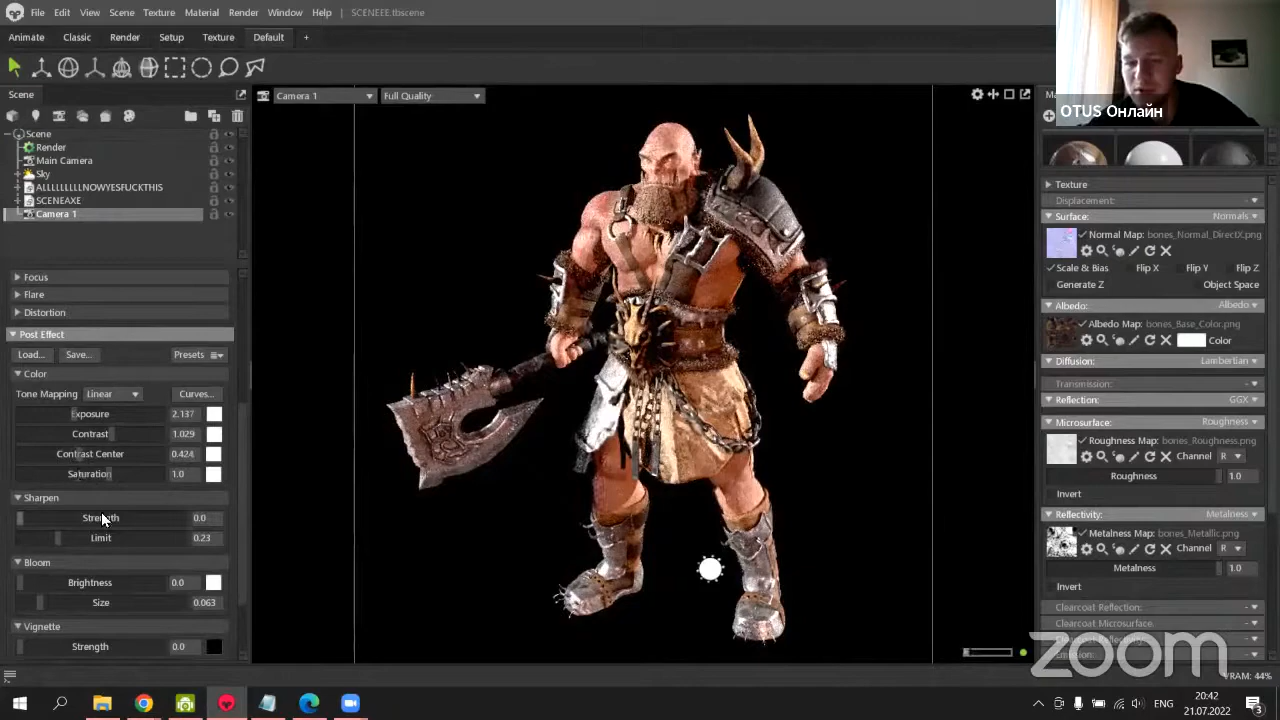 File Edit View Scene Texture Material Render Window Help SCENEEE.tbscene
Animate Classic Render Setup Texture Default +
Scene
Camera 1 Full Quality
Scene
Render
Main Camera
Sky
ALLLLLLLLNOWYESFUCKTHIS
SCENEAXE
Camera 1
Focus
Flare
Distortion
Post Effect
Load... Save... Presets
Color
Tone Mapping Linear Curves...
Exposure 2.137
Contrast 1.029
Contrast Center 0.424
Saturation 1.0
Sharpen
Strength 0.0
Limit 0.23
Bloom
Brightness 0.0
Size 0.063
Vignette
Strength 0.0
OTUS Онлайн
Texture
Displacement:
Surface: Normals
Normal Map: bones_Normal_DirectX.png
Scale & Bias Flip X Flip Y Flip Z
Generate Z Object Space
Albedo: Albedo
Albedo Map: bones_Base_Color.png
Color
Diffusion: Lambertian
Transmission:
Reflection: GGX
Microsurface: Roughness
Roughness Map: bones_Roughness.png
Channel R
Roughness 1.0
Invert
Reflectivity: Metalness
Metalness Map: bones_Metallic.png
Channel R
Metalness 1.0
Invert
Clearcoat Reflection:
Clearcoat Microsurface:
Clearcoat Reflectivity:
Emission:
zoom
VRAM: 44%
ENG
20:42
21.07.2022
3